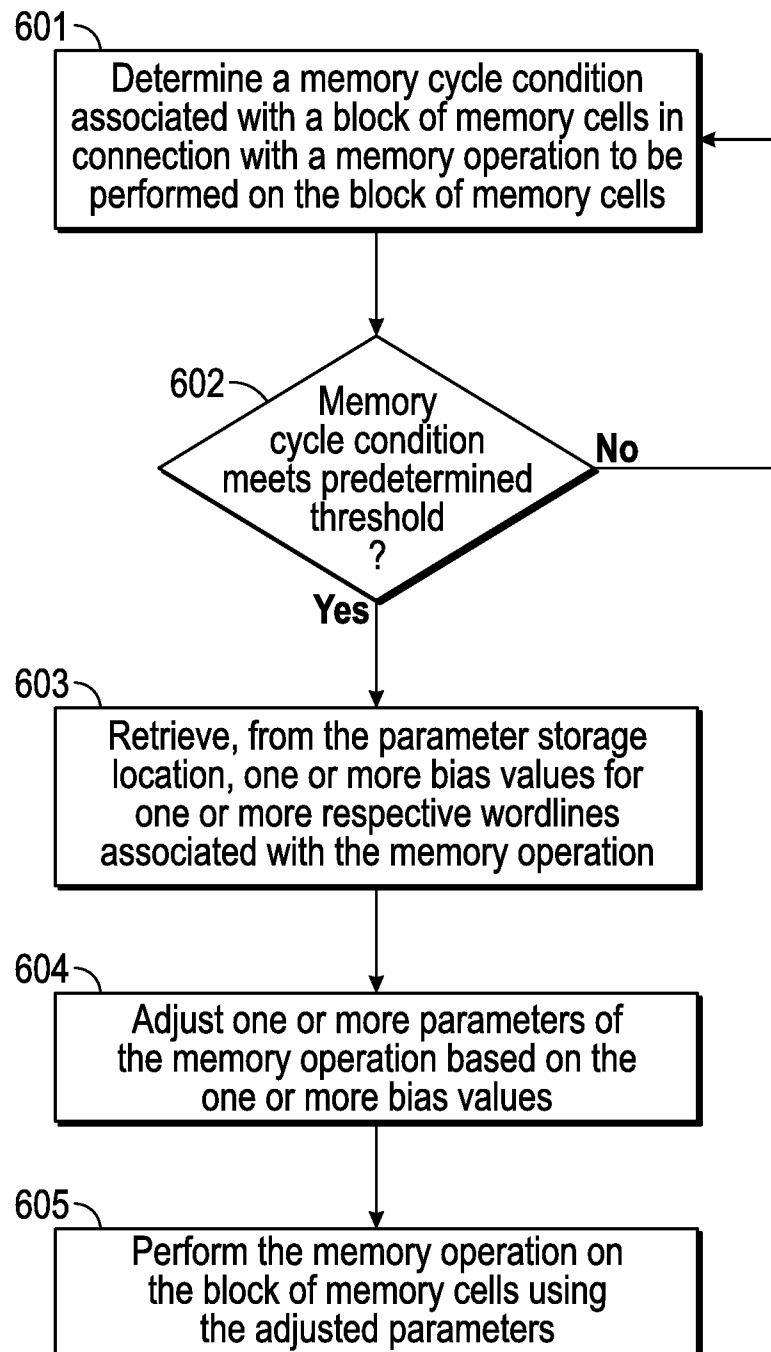 601
Determine a memory cycle condition
associated with a block of memory cells in
connection with a memory operation to be
performed on the block of memory cells
602
Memory
cycle condition
meets predetermined
threshold
?
No
Yes
603
Retrieve, from the parameter storage
location, one or more bias values for
one or more respective wordlines
associated with the memory operation
604
Adjust one or more parameters of
the memory operation based on the
one or more bias values
605
Perform the memory operation on
the block of memory cells using
the adjusted parameters